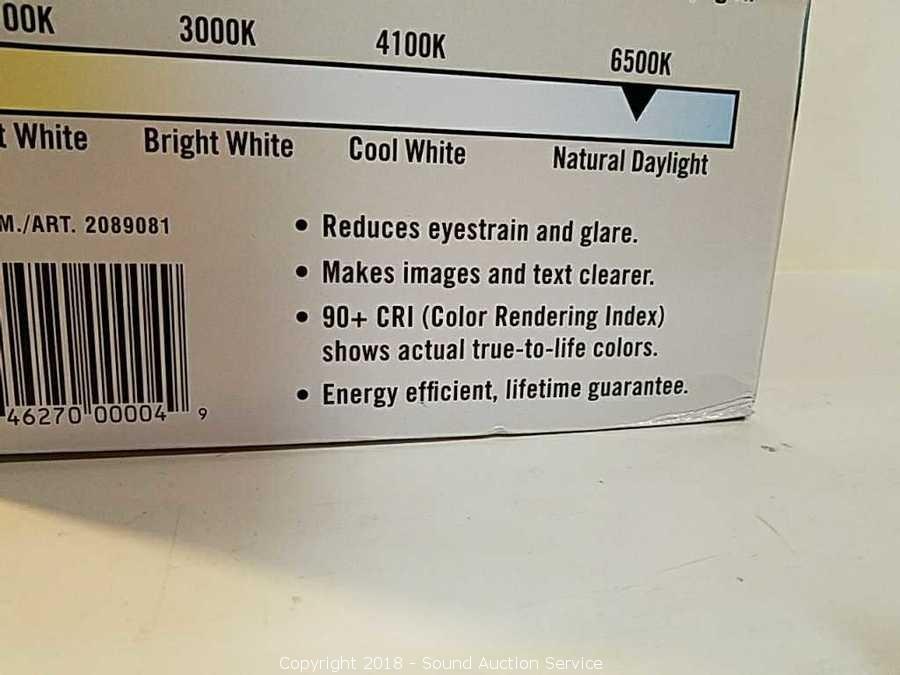 00K 3000K 4100K 6500K
t White Bright White Cool White Natural Daylight
M./ART. 2089081
• Reduces eyestrain and glare.
• Makes images and text clearer.
• 90+ CRI (Color Rendering Index)
shows actual true-to-life colors.
• Energy efficient, lifetime guarantee.
46270 00004 9
Copyright 2018 - Sound Auction Service